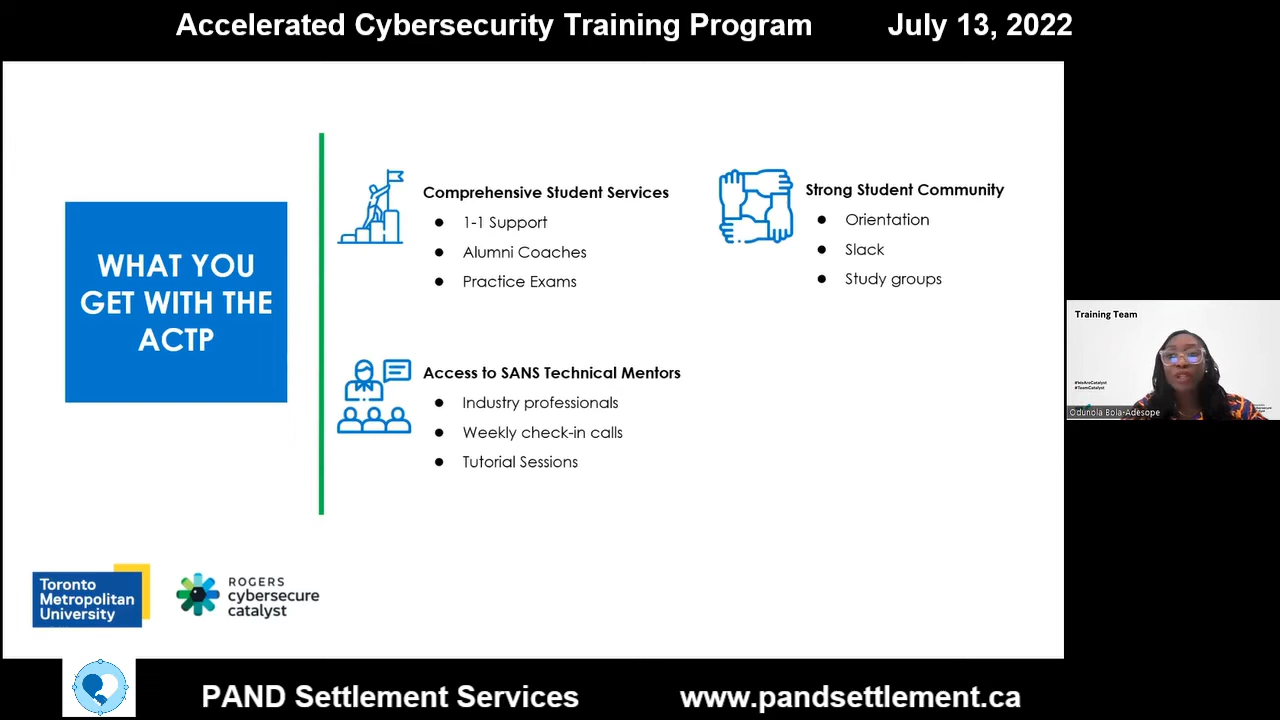 Accelerated Cybersecurity Training Program July 13, 2022
WHAT YOU
GET WITH THE
ACTP
Comprehensive Student Services
● 1-1 Support
● Alumni Coaches
● Practice Exams
Strong Student Community
● Orientation
● Slack
● Study groups
Access to SANS Technical Mentors
● Industry professionals
● Weekly check-in calls
● Tutorial Sessions
Toronto
Metropolitan
University
ROGERS
cybersecure
catalyst
Training Team
#WeAreCatalyst
#TeamCatalyst
Odunola Bola-Adesope
PAND Settlement Services www.pandsettlement.ca